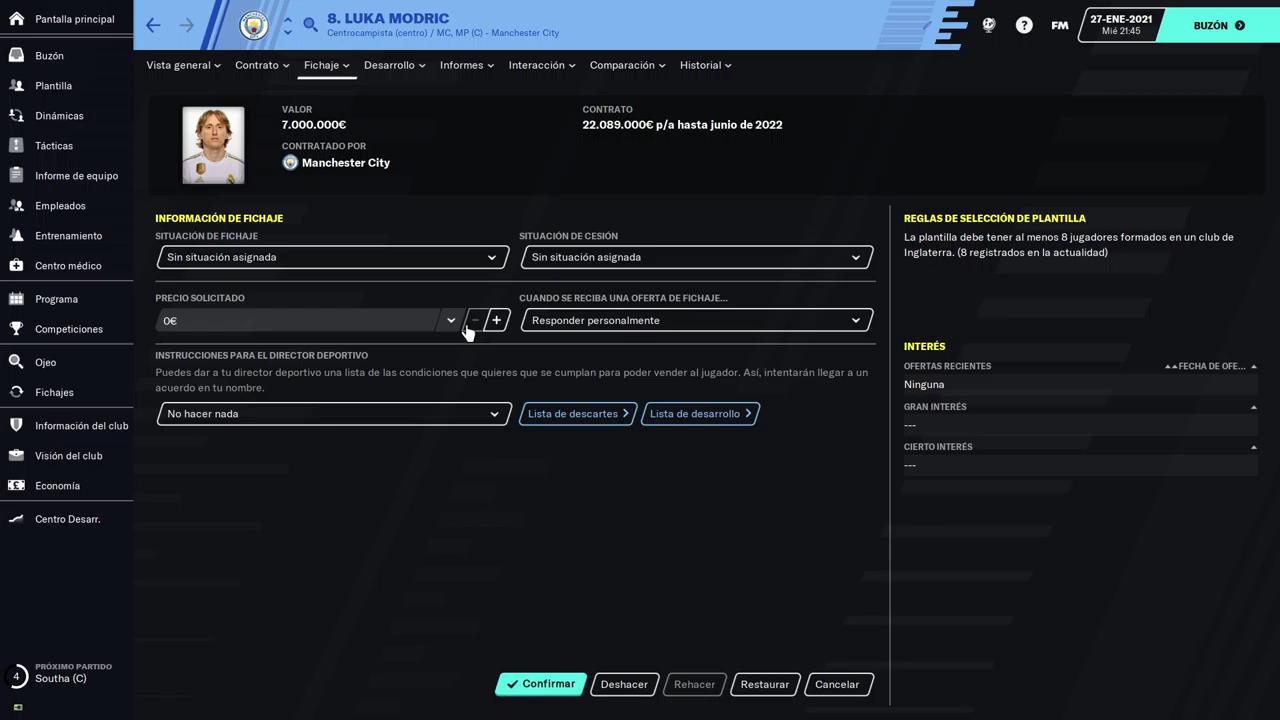 Pantalla principal
Buzón
Plantilla
Dinámicas
Tácticas
Informe de equipo
Empleados
Entrenamiento
Centro médico
Programa
Competiciones
Ojeo
Fichajes
Información del club
Visión del club
Economía
Centro Desarr.
4
PRÓXIMO PARTIDO
Southa (C)
8. LUKA MODRIC
Centrocampista (centro) / MC, MP (C) - Manchester City
?
FM
27-ENE-2021
Mié 21:45
BUZÓN
Vista general
Contrato
Fichaje
Desarrollo
Informes
Interacción
Comparación
Historial
VALOR
7.000.000€
CONTRATADO POR
Manchester City
CONTRATO
22.089.000€ p/a hasta junio de 2022
INFORMACIÓN DE FICHAJE
SITUACIÓN DE FICHAJE
Sin situación asignada
SITUACIÓN DE CESIÓN
Sin situación asignada
PRECIO SOLICITADO
0€
- +
CUANDO SE RECIBA UNA OFERTA DE FICHAJE...
Responder personalmente
INSTRUCCIONES PARA EL DIRECTOR DEPORTIVO
Puedes dar a tu director deportivo una lista de las condiciones que quieres que se cumplan para poder vender al jugador. Así, intentarán llegar a un
acuerdo en tu nombre.
No hacer nada
Lista de descartes
Lista de desarrollo
REGLAS DE SELECCIÓN DE PLANTILLA
La plantilla debe tener al menos 8 jugadores formados en un club de
Inglaterra. (8 registrados en la actualidad)
INTERÉS
OFERTAS RECIENTES
FECHA DE OFE...
Ninguna
GRAN INTERÉS
---
CIERTO INTERÉS
---
Confirmar
Deshacer
Rehacer
Restaurar
Cancelar